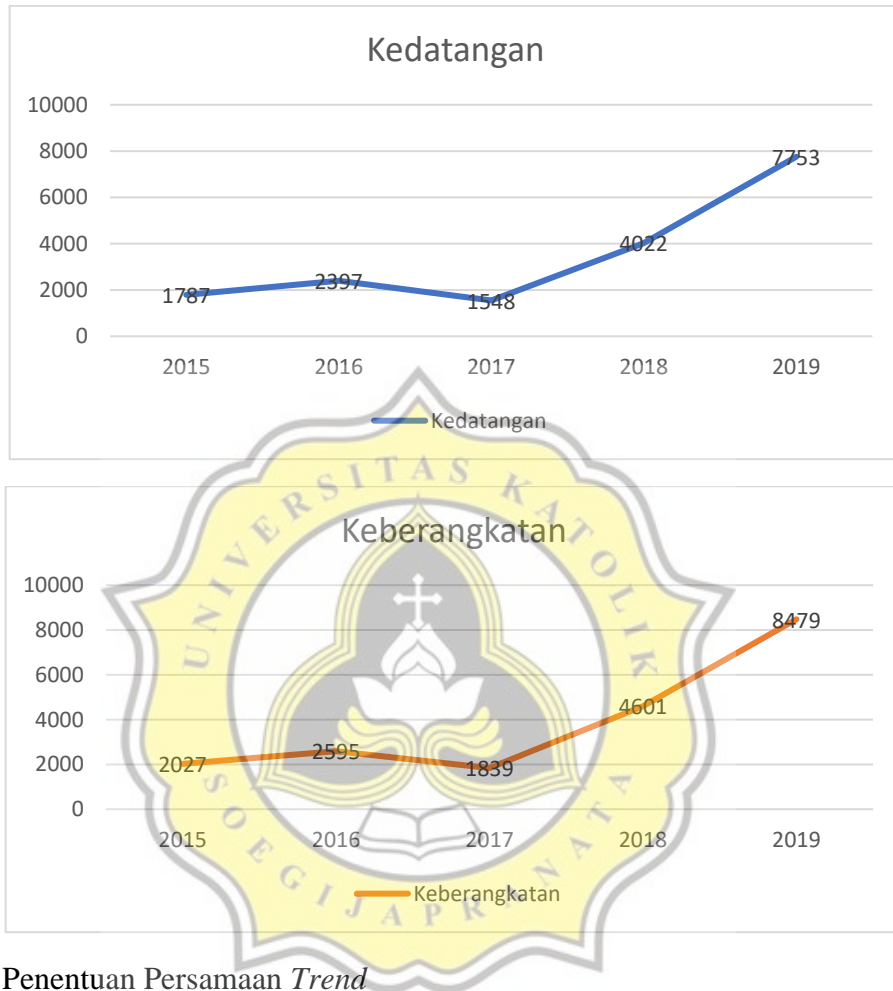 Kedatangan
10000
8000
6000
4000
2000
0
1787
2397
1548
4022
7753
2015 2016 2017 2018 2019
Kedatangan
UNIVERSITAS KATOLIK
SOEGIJAPRANATA
Keberangkatan
10000
8000
6000
4000
2000
0
2027
2595
1839
4601
8479
2015 2016 2017 2018 2019
Keberangkatan
Penentuan Persamaan Trend